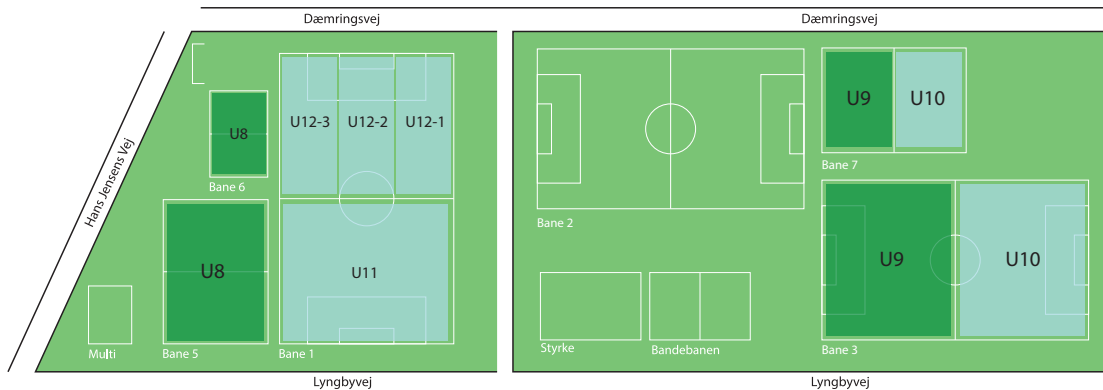 Dæmringsvej
Dæmringsvej
Hans Jensens Vej
U12-3
U12-2
U12-1
U8
Bane 6
U8
U11
Multi
Bane 5
Bane 1
Lyngbyvej
U9
U10
Bane 7
Bane 2
U9
U10
Styrke
Bandebanen
Bane 3
Lyngbyvej